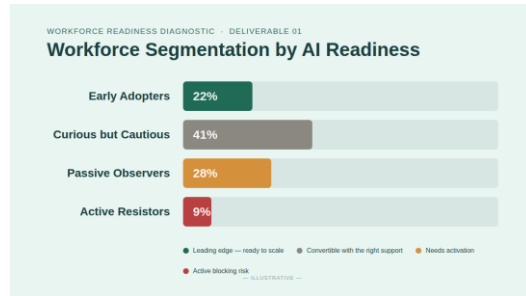 WORKFORCE READINESS DIAGNOSTIC · DELIVERABLE 01
Workforce Segmentation by AI Readiness
Early Adopters 22%
Curious but Cautious 41%
Passive Observers 28%
Active Resistors 9%
Leading edge — ready to scale Convertible with the right support Needs activation
Active blocking risk
— ILLUSTRATIVE —